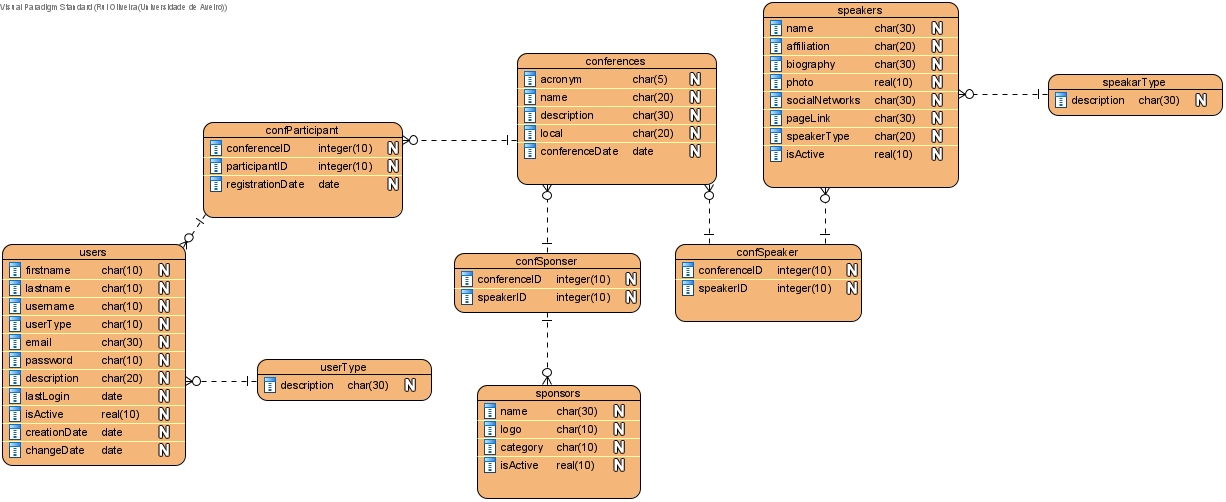 Visual Paradigm Standard (Rui Oliveira(Universidade de Aveiro))
speakers
name char(30) N
affiliation char(20) N
biography char(30) N
photo real(10) N
socialNetworks char(30) N
pageLink char(30) N
speakerType char(20) N
isActive real(10) N
speakarType
description char(30) N
conferences
acronym char(5) N
name char(20) N
description char(30) N
local char(20) N
conferenceDate date N
confParticipant
conferenceID integer(10) N
participantID integer(10) N
registrationDate date N
users
firstname char(10) N
lastname char(10) N
username char(10) N
userType char(10) N
email char(30) N
password char(10) N
description char(20) N
lastLogin date N
isActive real(10) N
creationDate date N
changeDate date N
confSponser
conferenceID integer(10) N
speakerID integer(10) N
confSpeaker
conferenceID integer(10) N
speakerID integer(10) N
userType
description char(30) N
sponsors
name char(30) N
logo char(10) N
category char(10) N
isActive real(10) N